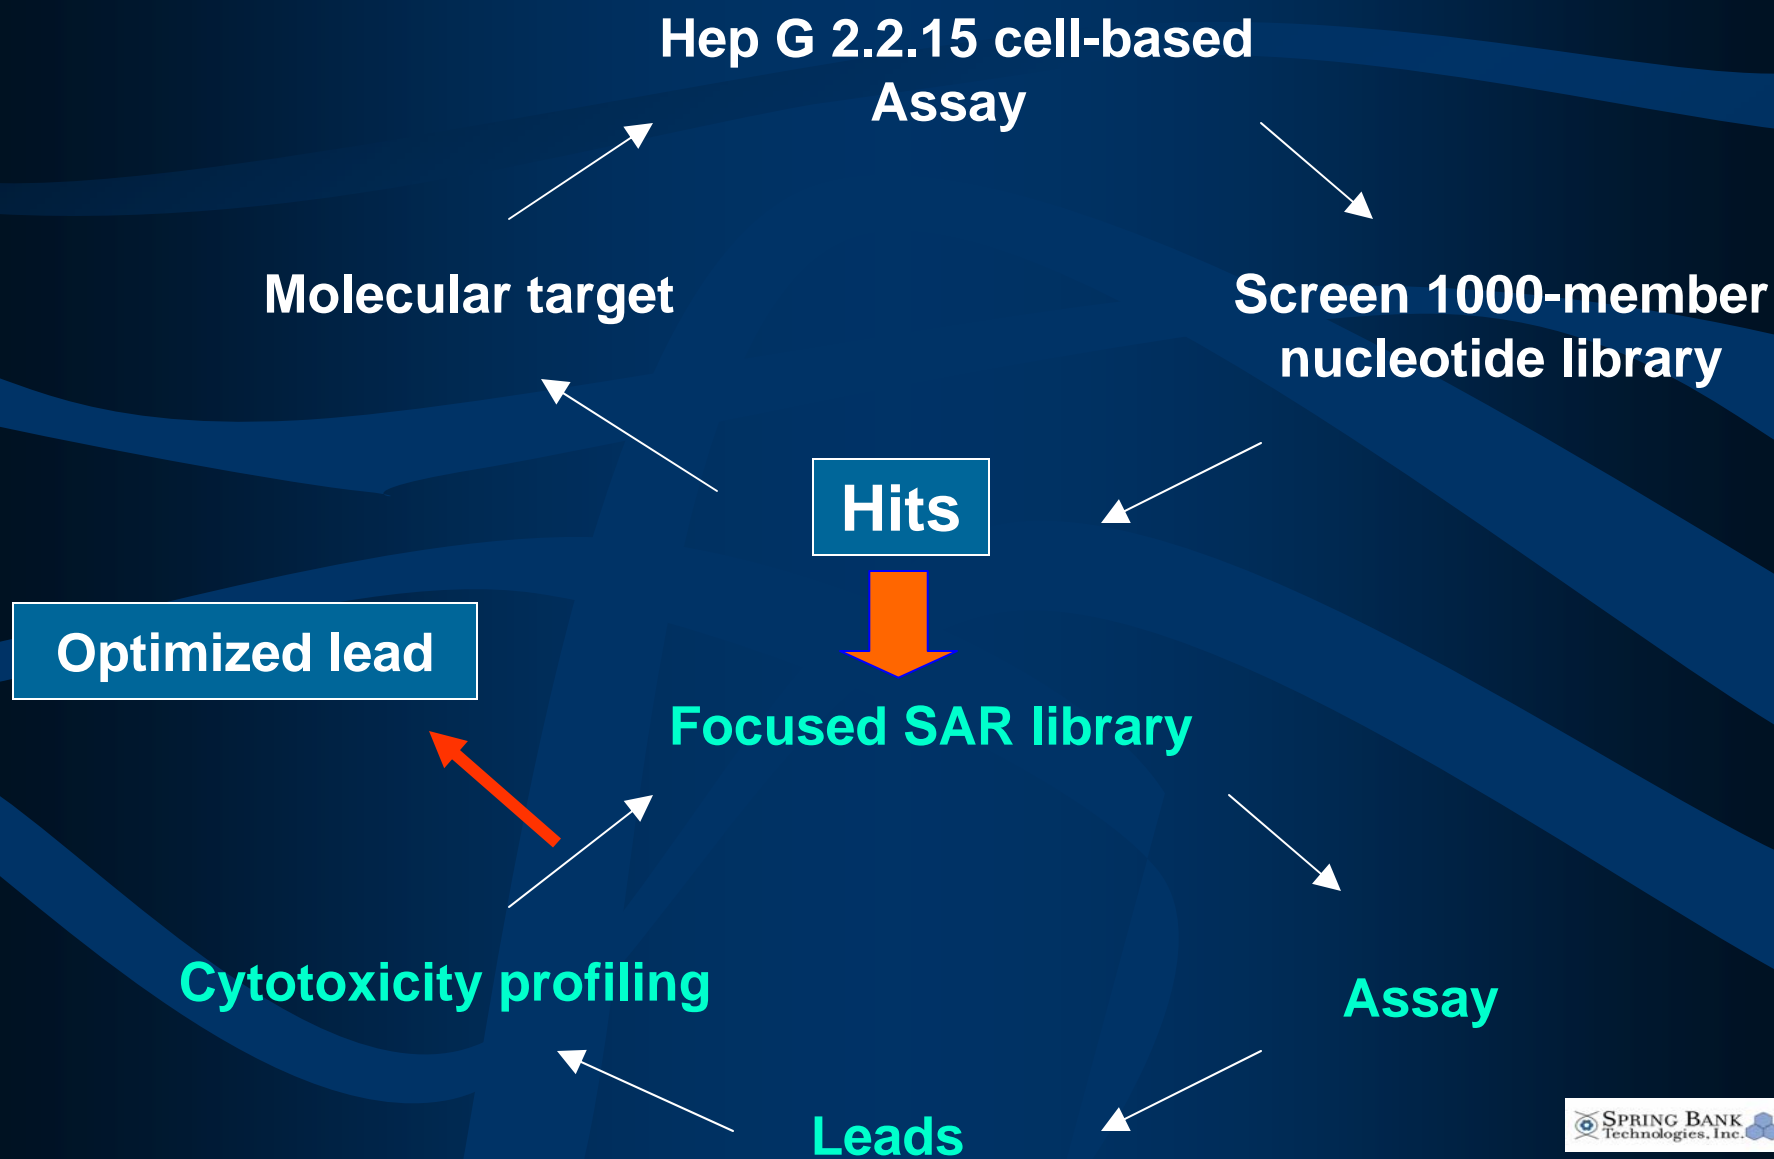 Hep G 2.2.15 cell-based
Assay
Molecular target
Screen 1000-member
nucleotide library
Hits
Optimized lead
Focused SAR library
Cytotoxicity profiling
Assay
Leads
SPRING BANK
Technologies, Inc.